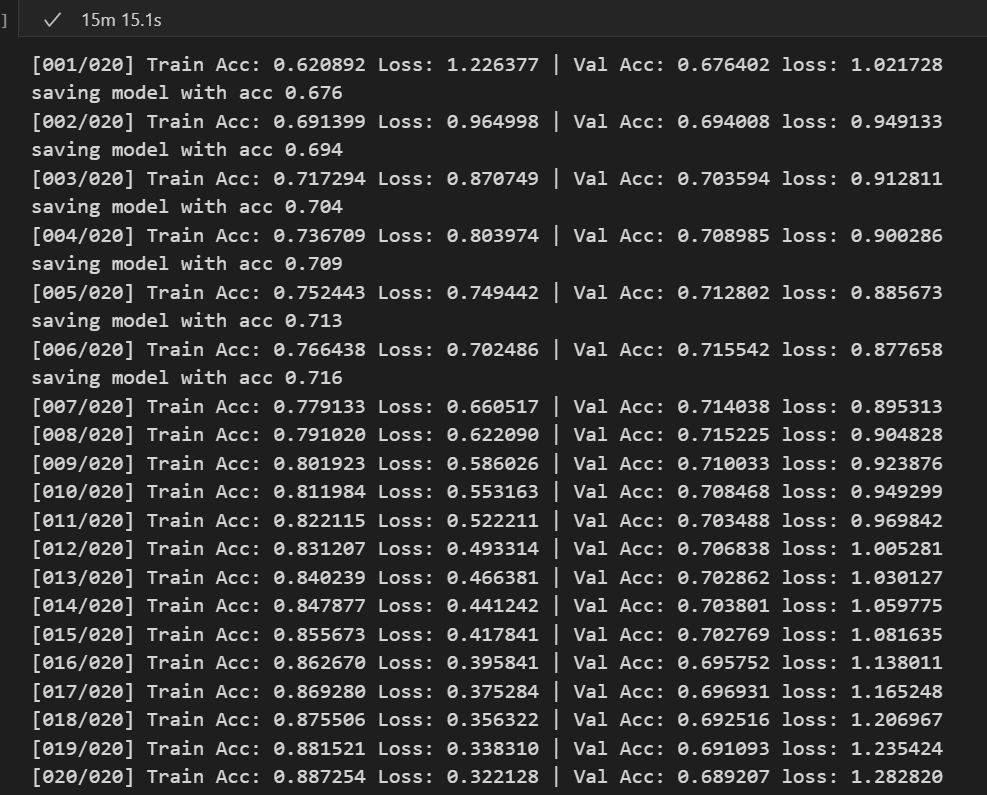 ] ✓ 15m 15.1s
[001/020] Train Acc: 0.620892 Loss: 1.226377 | Val Acc: 0.676402 loss: 1.021728
saving model with acc 0.676
[002/020] Train Acc: 0.691399 Loss: 0.964998 | Val Acc: 0.694008 loss: 0.949133
saving model with acc 0.694
[003/020] Train Acc: 0.717294 Loss: 0.870749 | Val Acc: 0.703594 loss: 0.912811
saving model with acc 0.704
[004/020] Train Acc: 0.736709 Loss: 0.803974 | Val Acc: 0.708985 loss: 0.900286
saving model with acc 0.709
[005/020] Train Acc: 0.752443 Loss: 0.749442 | Val Acc: 0.712802 loss: 0.885673
saving model with acc 0.713
[006/020] Train Acc: 0.766438 Loss: 0.702486 | Val Acc: 0.715542 loss: 0.877658
saving model with acc 0.716
[007/020] Train Acc: 0.779133 Loss: 0.660517 | Val Acc: 0.714038 loss: 0.895313
[008/020] Train Acc: 0.791020 Loss: 0.622090 | Val Acc: 0.715225 loss: 0.904828
[009/020] Train Acc: 0.801923 Loss: 0.586026 | Val Acc: 0.710033 loss: 0.923876
[010/020] Train Acc: 0.811984 Loss: 0.553163 | Val Acc: 0.708468 loss: 0.949299
[011/020] Train Acc: 0.822115 Loss: 0.522211 | Val Acc: 0.703488 loss: 0.969842
[012/020] Train Acc: 0.831207 Loss: 0.493314 | Val Acc: 0.706838 loss: 1.005281
[013/020] Train Acc: 0.840239 Loss: 0.466381 | Val Acc: 0.702862 loss: 1.030127
[014/020] Train Acc: 0.847877 Loss: 0.441242 | Val Acc: 0.703801 loss: 1.059775
[015/020] Train Acc: 0.855673 Loss: 0.417841 | Val Acc: 0.702769 loss: 1.081635
[016/020] Train Acc: 0.862670 Loss: 0.395841 | Val Acc: 0.695752 loss: 1.138011
[017/020] Train Acc: 0.869280 Loss: 0.375284 | Val Acc: 0.696931 loss: 1.165248
[018/020] Train Acc: 0.875506 Loss: 0.356322 | Val Acc: 0.692516 loss: 1.206967
[019/020] Train Acc: 0.881521 Loss: 0.338310 | Val Acc: 0.691093 loss: 1.235424
[020/020] Train Acc: 0.887254 Loss: 0.322128 | Val Acc: 0.689207 loss: 1.282820